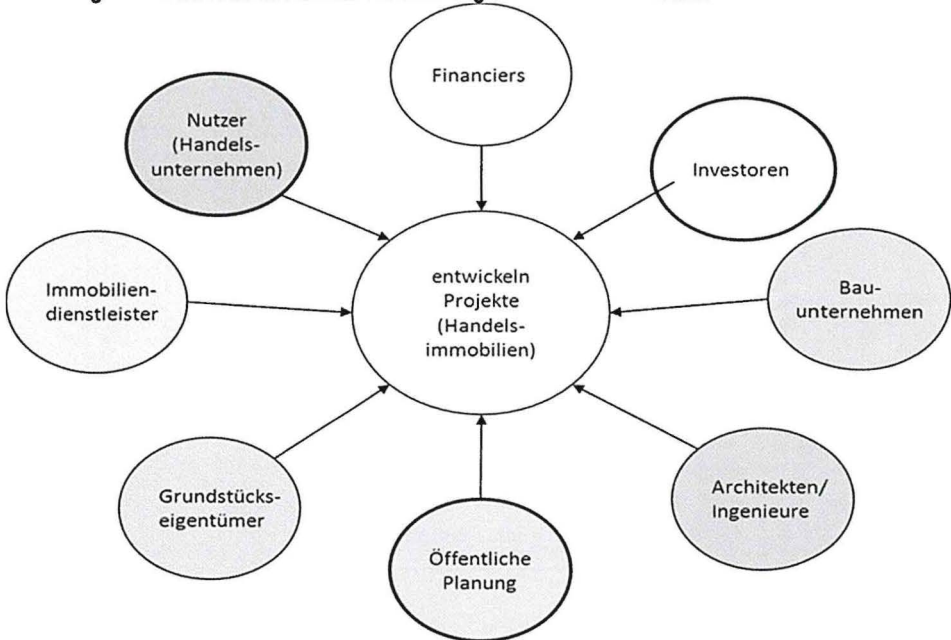 Financiers
Nutzer
(Handels-
unternehmen)
Investoren
Immobilien-
dienstleister
entwickeln
Projekte
(Handels-
immobilien)
Bau-
unternehmen
Grundstücks-
eigentümer
Architekten/
Ingenieure
Öffentliche
Planung